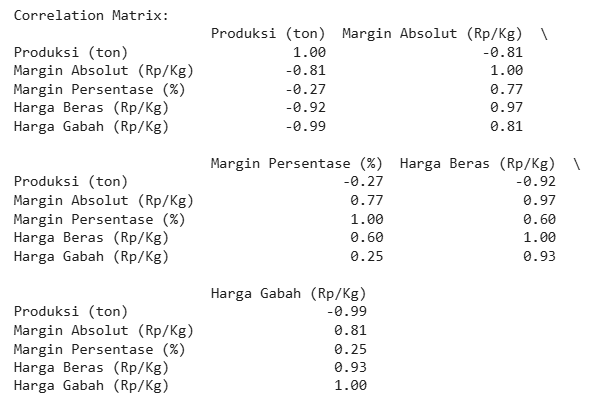 Correlation Matrix:
Produksi (ton) Margin Absolut (Rp/Kg) \
Produksi (ton) 1.00 -0.81
Margin Absolut (Rp/Kg) -0.81 1.00
Margin Persentase (%) -0.27 0.77
Harga Beras (Rp/Kg) -0.92 0.97
Harga Gabah (Rp/Kg) -0.99 0.81
Margin Persentase (%) Harga Beras (Rp/Kg) \
Produksi (ton) -0.27 -0.92
Margin Absolut (Rp/Kg) 0.77 0.97
Margin Persentase (%) 1.00 0.60
Harga Beras (Rp/Kg) 0.60 1.00
Harga Gabah (Rp/Kg) 0.25 0.93
Harga Gabah (Rp/Kg)
Produksi (ton) -0.99
Margin Absolut (Rp/Kg) 0.81
Margin Persentase (%) 0.25
Harga Beras (Rp/Kg) 0.93
Harga Gabah (Rp/Kg) 1.00